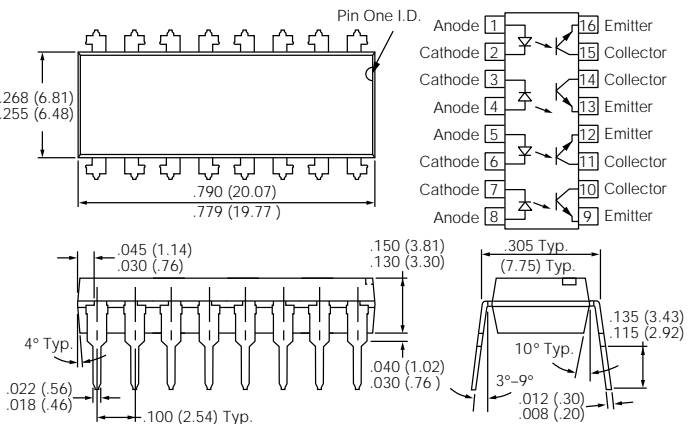 Pin One I.D.
.268 (6.81)
.255 (6.48)
.790 (20.07)
.779 (19.77 )
Anode 1
Cathode 2
Cathode 3
Anode 4
Anode 5
Cathode 6
Cathode 7
Anode 8
16 Emitter
15 Collector
14 Collector
13 Emitter
12 Emitter
11 Collector
10 Collector
9 Emitter
.045 (1.14)
.030 (.76)
.150 (3.81)
.130 (3.30)
4° Typ.
.040 (1.02)
.030 (.76 )
.022 (.56)
.018 (.46)
.100 (2.54) Typ.
.305 Typ.
(7.75) Typ.
.135 (3.43)
.115 (2.92)
10° Typ.
3°–9°
.012 (.30)
.008 (.20)